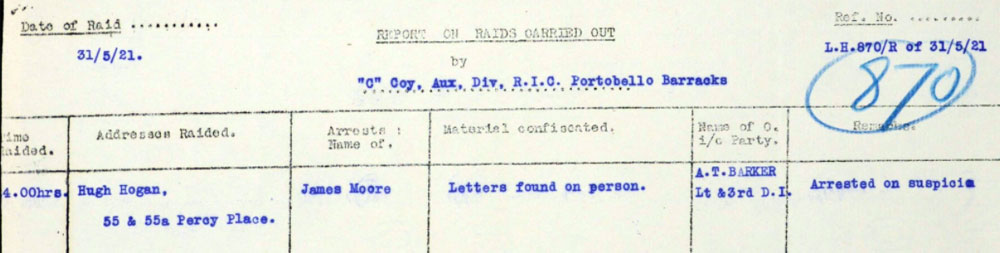 Date of Raid ...........
31/5/21.
REPORT ON RAIDS CARRIED OUT
by
"C" Coy, Aux, Div, R.I.C. Portobello Barracks
Ref. No. .........
L.H.870/R of 31/5/21
870
Addresses Raided.
Arrests :
Name of.
Material confiscated.
Name of O.
i/c Party.
Remarks.
4.00hrs.
Hugh Hogan,
55 & 55a Percy Place.
James Moore
Letters found on person.
A.T.BARKER
Lt &3rd D.I.
Arrested on suspicio